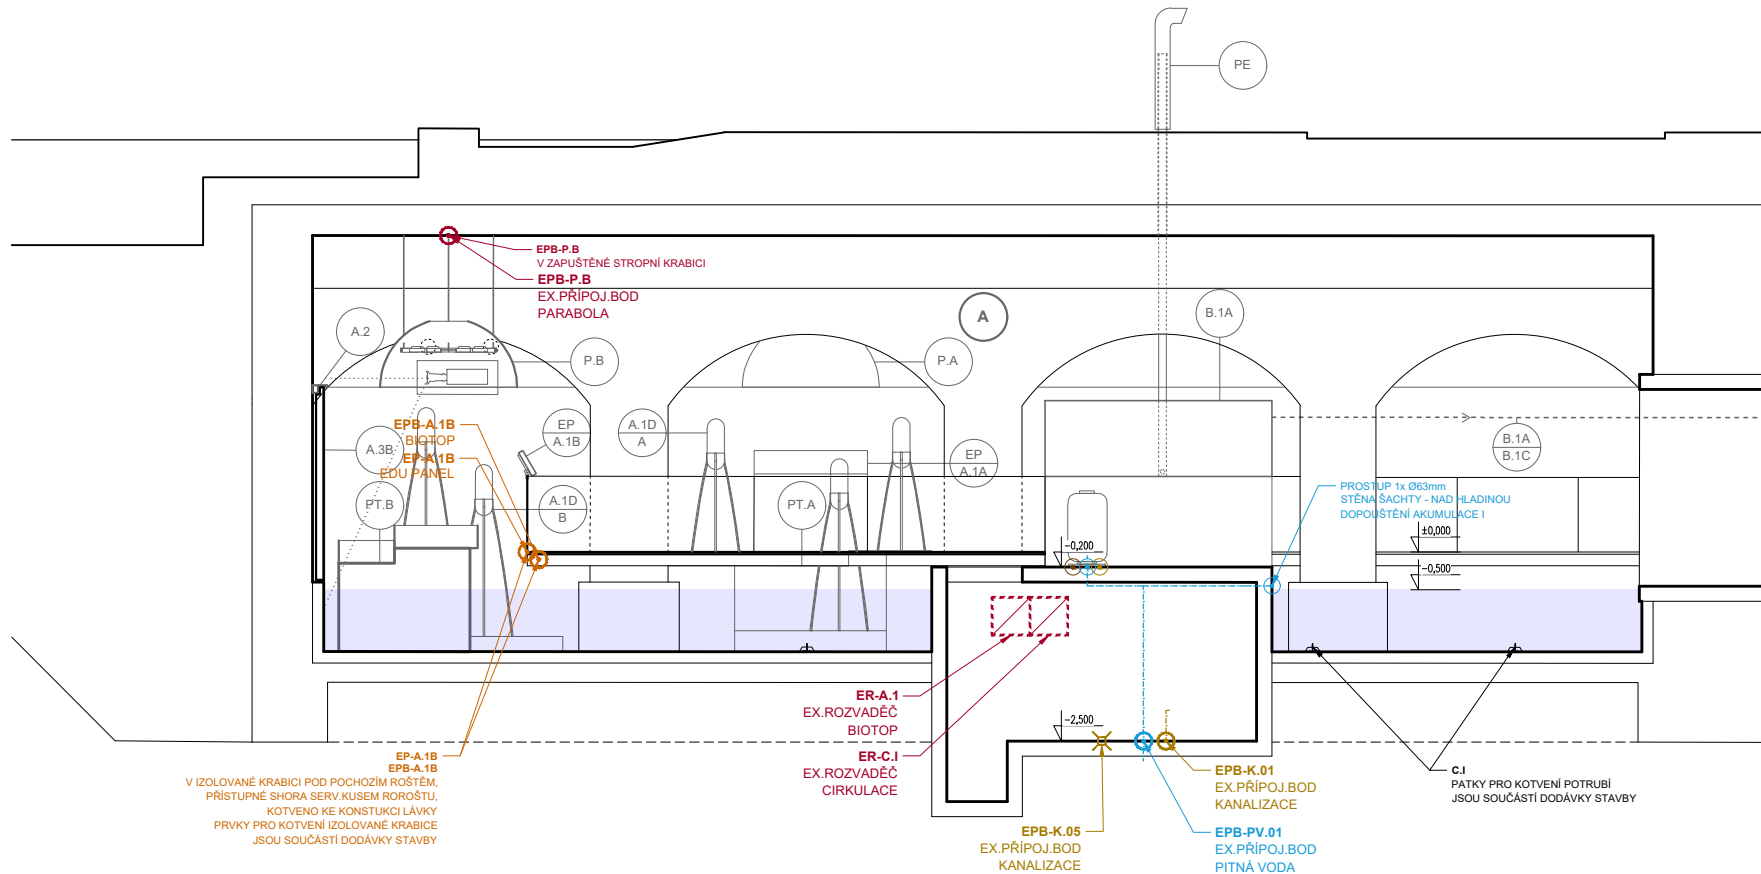 PE
EPB-P.B
V ZAPUŠTĚNÉ STROPNÍ KRABICI
EPB-P.B
EX.PŘÍPOJ.BOD
PARABOLA
A
B.1A
A.2
P.B
P.A
EPB-A.1B
BIOTOP
EP-A.1B
EDU PANEL
A.3B
EP
A.1B
A.1D
A
EP
A.1A
B.1A
B.1C
PT.B
A.1D
B
PT.A
PROSTUP 1x Ø63mm
STĚNA ŠACHTY - NAD HLADINOU
DOPOUŠTĚNÍ AKUMULACE I
±0,000
-0,200
-0,500
ER-A.1
EX.ROZVADĚČ
BIOTOP
ER-C.I
EX.ROZVADĚČ
CIRKULACE
-2,500
EP-A.1B
EPB-A.1B
V IZOLOVANÉ KRABICI POD POCHOZÍM ROŠTĚM,
PŘÍSTUPNÉ SHORA SERV.KUSEM ROROŠTU,
KOTVENO KE KONSTUKCI LÁVKY
PRVKY PRO KOTVENÍ IZOLOVANÉ KRABICE
JSOU SOUČÁSTÍ DODÁVKY STAVBY
EPB-K.01
EX.PŘÍPOJ.BOD
KANALIZACE
C.I
PATKY PRO KOTVENÍ POTRUBÍ
JSOU SOUČÁSTÍ DODÁVKY STAVBY
EPB-K.05
EX.PŘÍPOJ.BOD
KANALIZACE
EPB-PV.01
EX.PŘÍPOJ.BOD
PITNÁ VODA